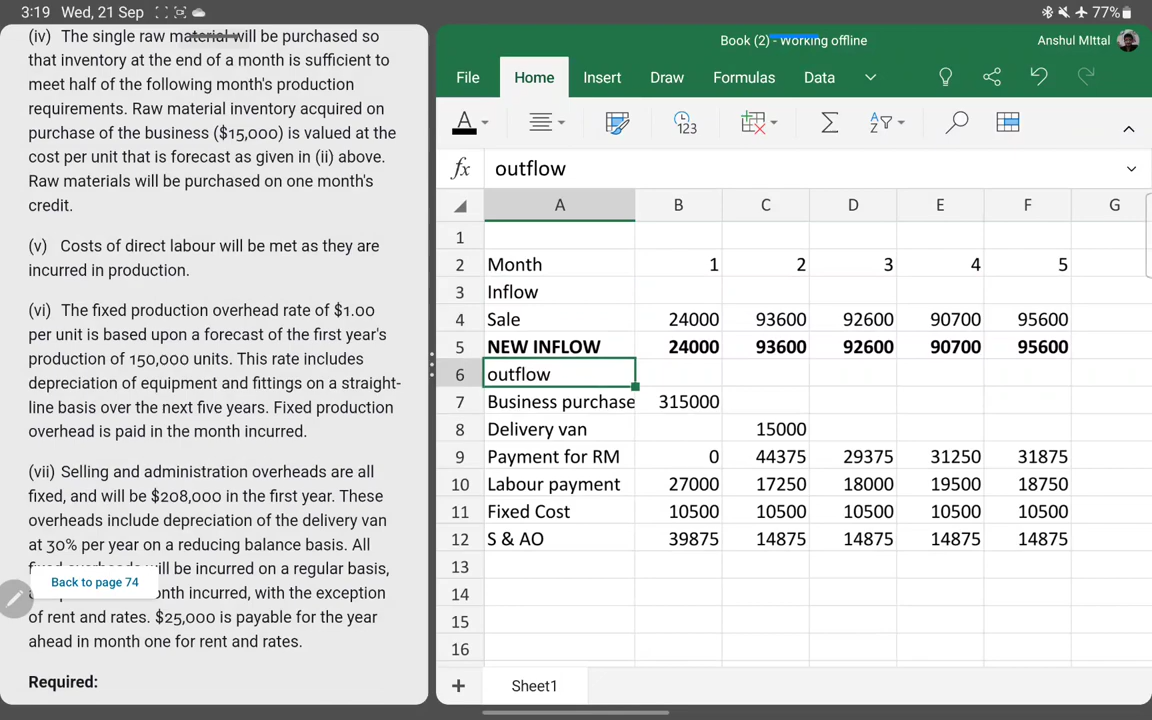 3:19 Wed, 21 Sep
77%
(iv) The single raw material will be purchased so
that inventory at the end of a month is sufficient to
meet half of the following month's production
requirements. Raw material inventory acquired on
purchase of the business ($15,000) is valued at the
cost per unit that is forecast as given in (ii) above.
Raw materials will be purchased on one month's
credit.
(v) Costs of direct labour will be met as they are
incurred in production.
(vi) The fixed production overhead rate of $1.00
per unit is based upon a forecast of the first year's
production of 150,000 units. This rate includes
depreciation of equipment and fittings on a straight-
line basis over the next five years. Fixed production
overhead is paid in the month incurred.
(vii) Selling and administration overheads are all
fixed, and will be $208,000 in the first year. These
overheads include depreciation of the delivery van
at 30% per year on a reducing balance basis. All
will be incurred on a regular basis,
Back to page 74
incurred, with the exception
of rent and rates. $25,000 is payable for the year
ahead in month one for rent and rates.
Required:
Book (2) - Working offline
Anshul MIttal
File Home Insert Draw Formulas Data
A 123 Σ A Z
fx outflow
A B C D E F G
1
2 Month 1 2 3 4 5
3 Inflow
4 Sale 24000 93600 92600 90700 95600
5 NEW INFLOW 24000 93600 92600 90700 95600
6 outflow
7 Business purchase 315000
8 Delivery van 15000
9 Payment for RM 0 44375 29375 31250 31875
10 Labour payment 27000 17250 18000 19500 18750
11 Fixed Cost 10500 10500 10500 10500 10500
12 S & AO 39875 14875 14875 14875 14875
13
14
15
16
+ Sheet1